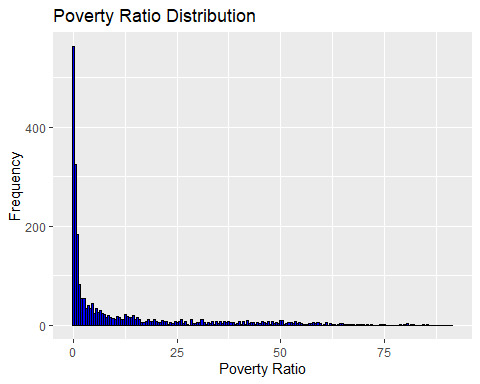 Poverty Ratio Distribution
Frequency
400
200
0
0 25 50 75
Poverty Ratio